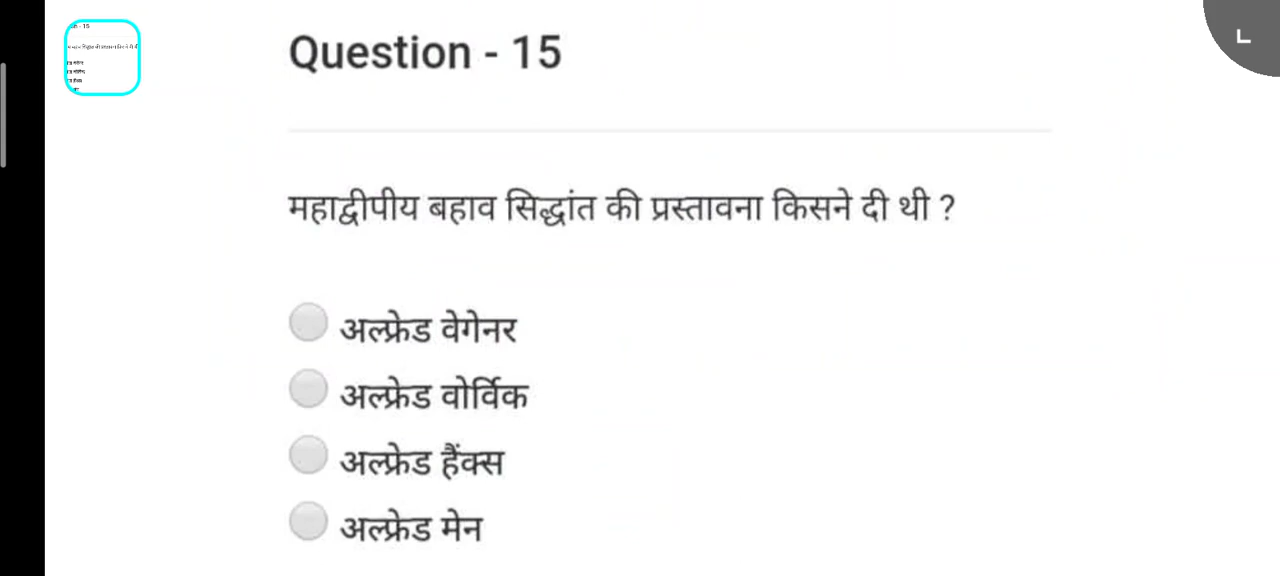 Question - 15
महाद्वीपीय बहाव सिद्धांत की प्रस्तावना किसने दी थी ?
अल्फ्रेड वेगेनर
अल्फ्रेड वोर्विक
अल्फ्रेड हैंक्स
अल्फ्रेड मेन